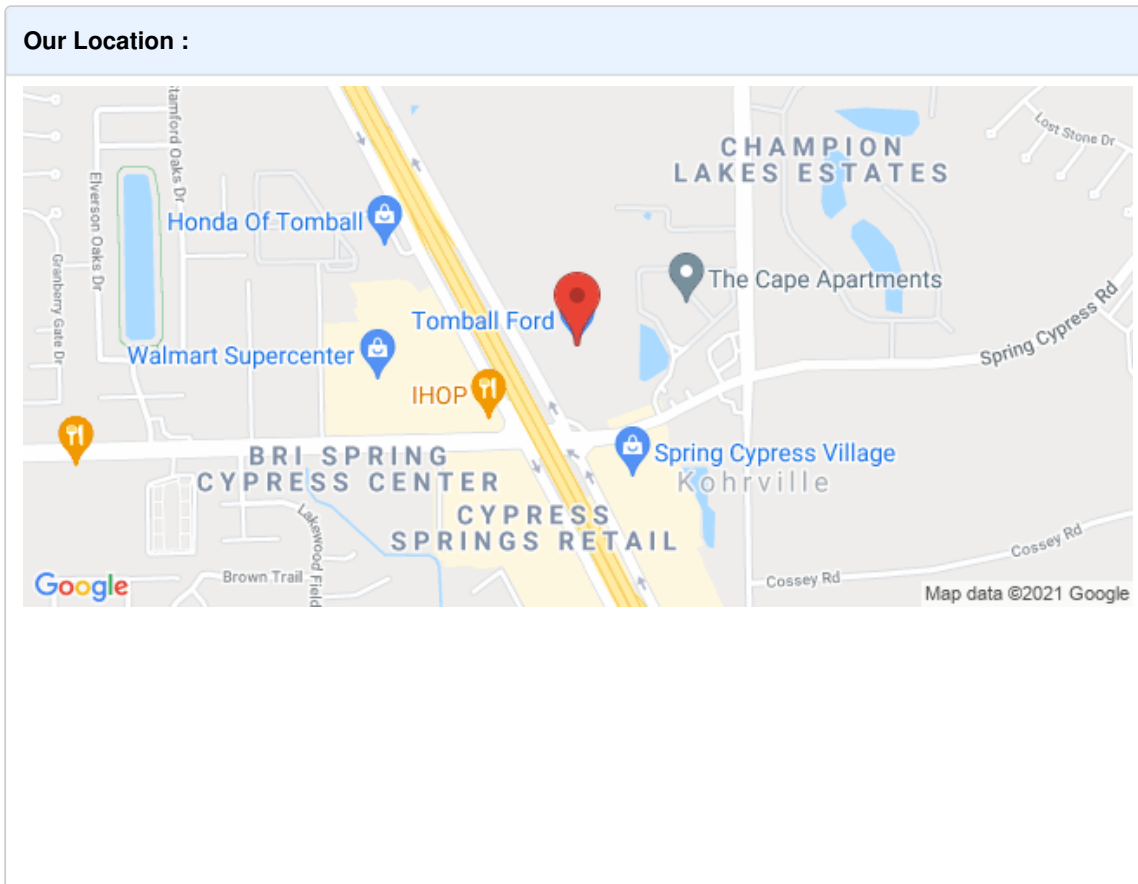 Our Location :
Stamford Oaks Dr
Elverson Oaks Dr
Granberry Gate Dr
CHAMPION
LAKES ESTATES
Lost Stone Dr
Honda Of Tomball
The Cape Apartments
Tomball Ford
Walmart Supercenter
Spring Cypress Rd
IHOP
BRI SPRING
CYPRESS CENTER
Spring Cypress Village
Kohrville
CYPRESS
SPRINGS RETAIL
Lakewood Field
Brown Trail
Cossey Rd
Cossey Rd
Google
Map data ©2021 Google